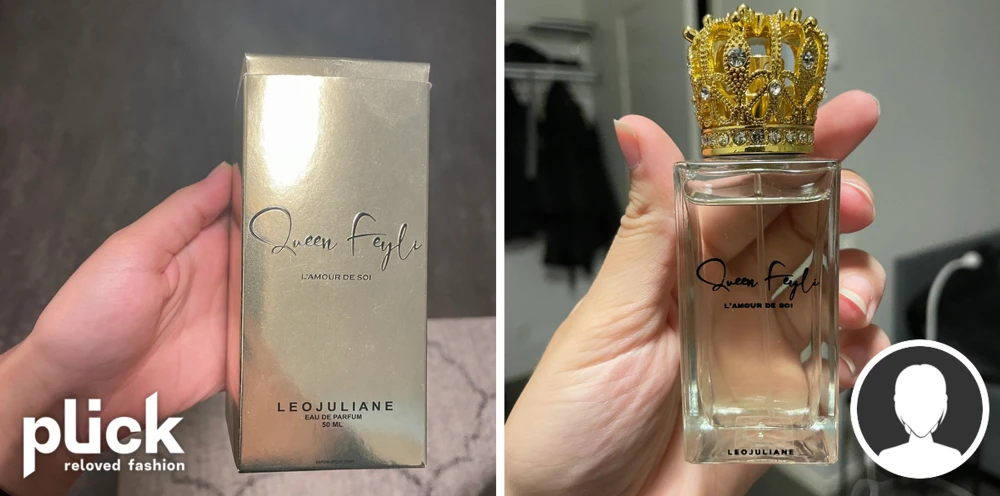 Queen Feyli
L'AMOUR DE SOI
LEOJULIANE
EAU DE PARFUM
50 ML
plick
reloved fashion
Queen Feyli
L'AMOUR DE SOI
LEOJULIANE